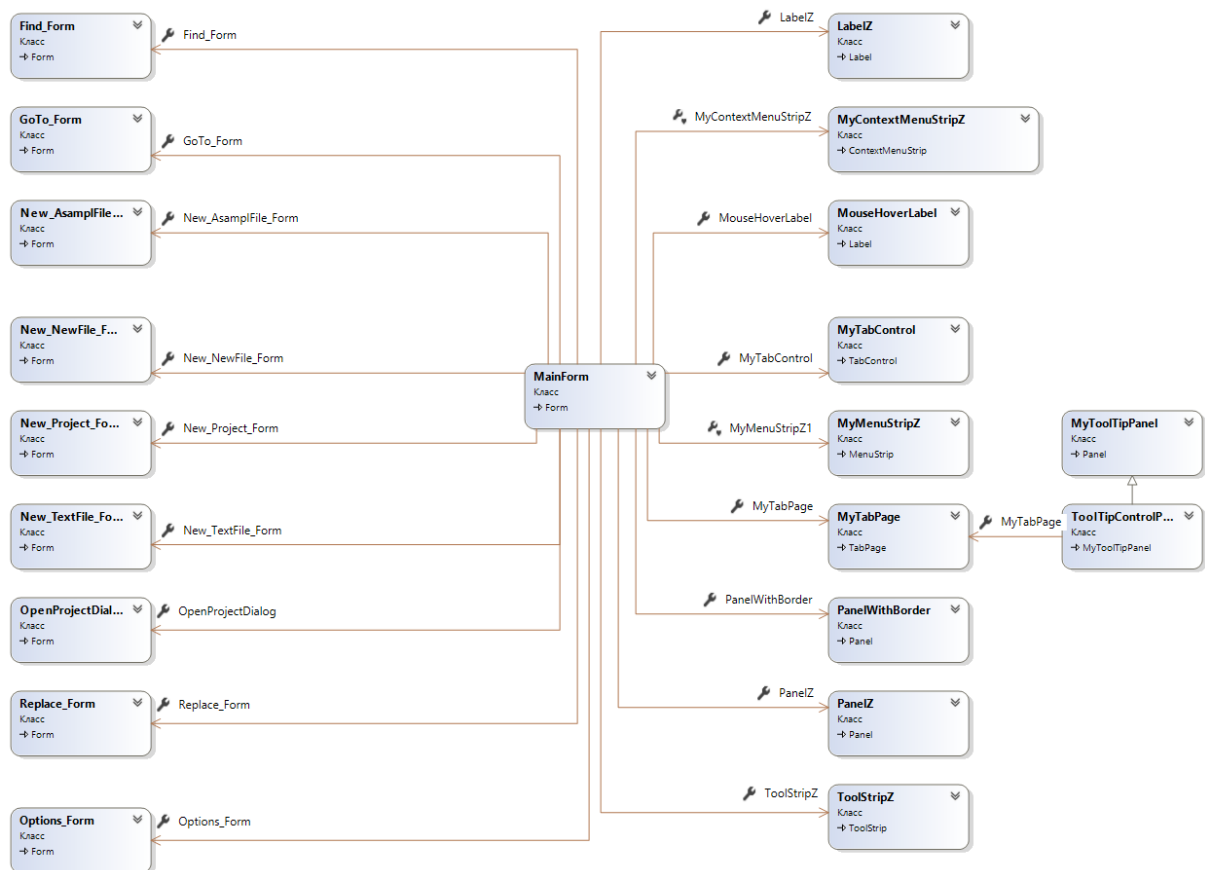 Find_Form
Класс
Form
Find_Form
GoTo_Form
Класс
Form
GoTo_Form
New_AsamplFile...
Класс
Form
New_AsamplFile_Form
New_NewFile_F...
Класс
Form
New_NewFile_Form
New_Project_Fo...
Класс
Form
New_Project_Form
New_TextFile_Fo...
Класс
Form
New_TextFile_Form
OpenProjectDial...
Класс
Form
OpenProjectDialog
Replace_Form
Класс
Form
Replace_Form
Options_Form
Класс
Form
Options_Form
MainForm
Класс
Form
LabelZ
LabelZ
Класс
Label
MyContextMenuStripZ
MyContextMenuStripZ
Класс
ContextMenuStrip
MouseHoverLabel
MouseHoverLabel
Класс
Label
MyTabControl
MyTabControl
Класс
TabControl
MyMenuStripZ1
MyMenuStripZ
Класс
MenuStrip
MyTabPage
MyTabPage
Класс
TabPage
PanelWithBorder
PanelWithBorder
Класс
Panel
PanelZ
PanelZ
Класс
Panel
ToolStripZ
ToolStripZ
Класс
ToolStrip
MyToolTipPanel
Класс
Panel
MyTabPage
ToolTipControlP...
Класс
MyToolTipPanel